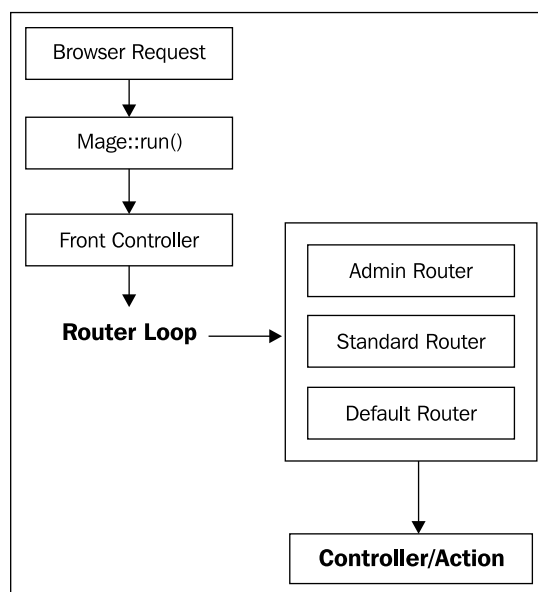 Browser Request
Mage::run()
Front Controller
Router Loop
Admin Router
Standard Router
Default Router
Controller/Action